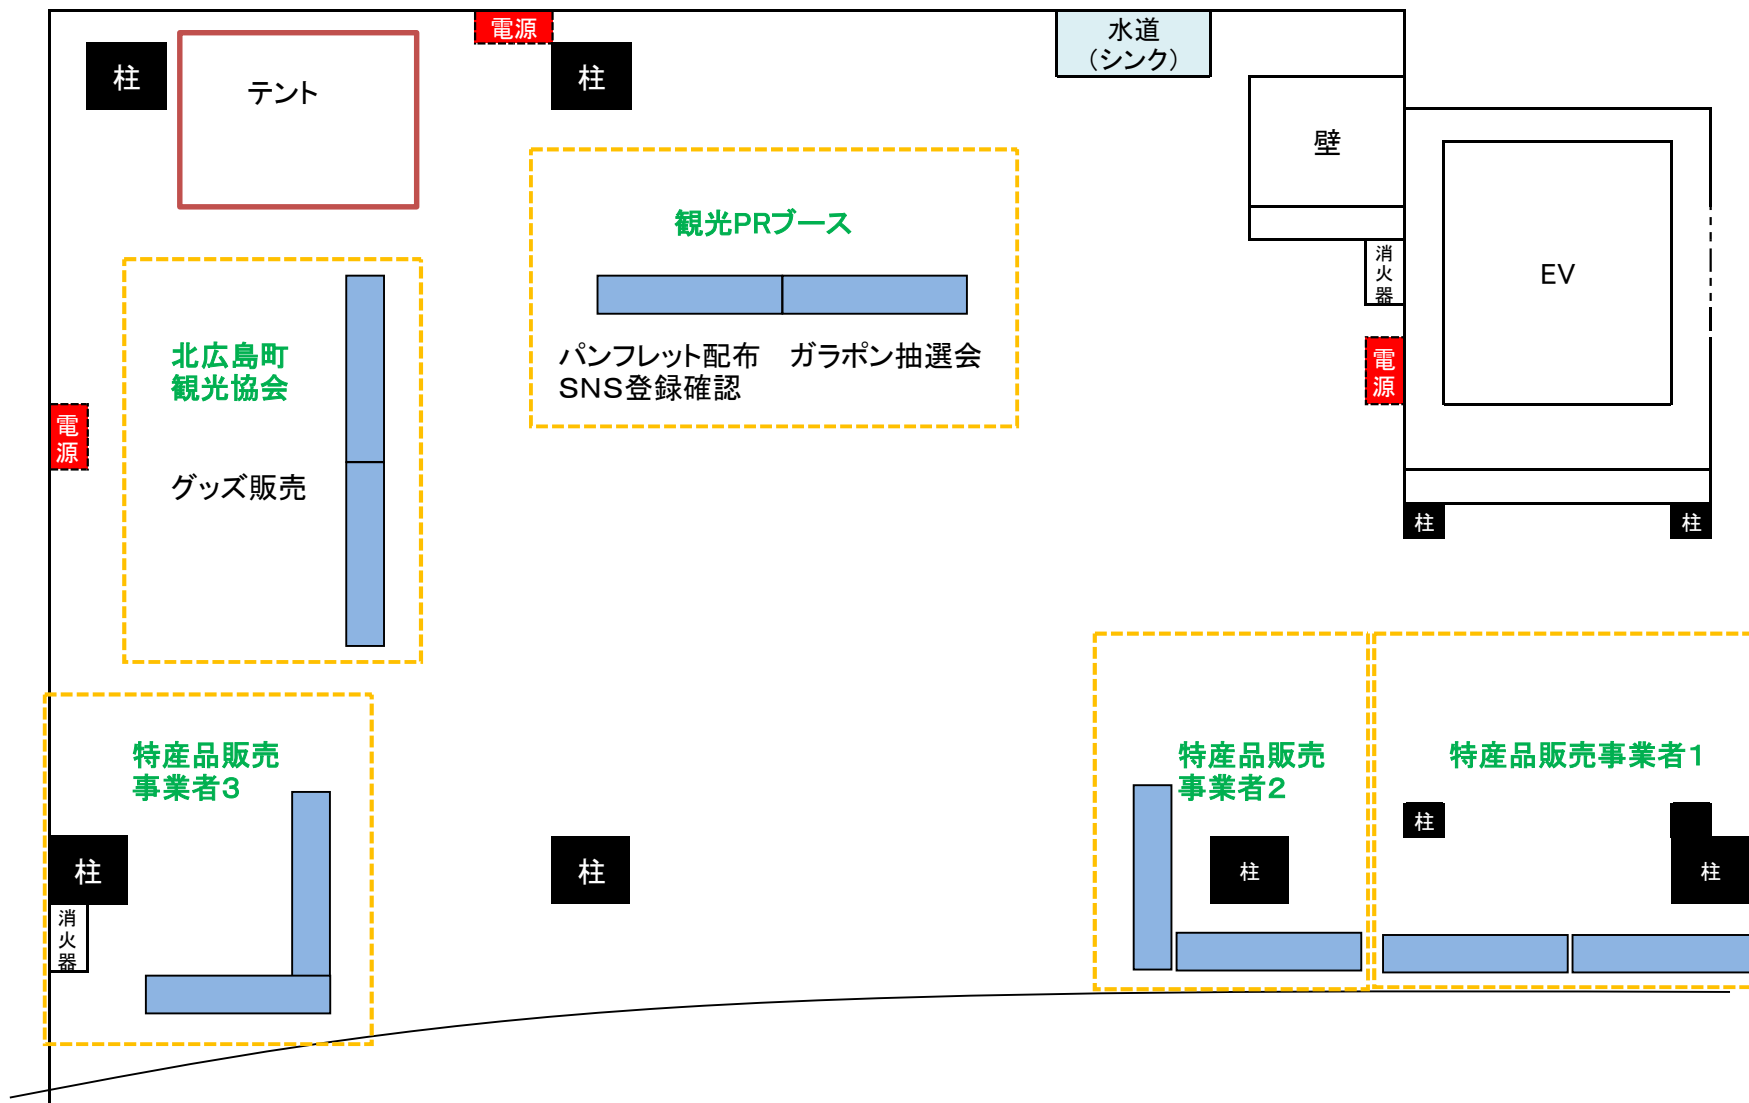 電源
水道
（シンク）
柱
テント
柱
壁
観光PRブース
消
火
器
EV
北広島町
観光協会
パンフレット配布　ガラポン抽選会
SNS登録確認
電
源
電
源
グッズ販売
柱
柱
特産品販売
事業者3
特産品販売
事業者2
特産品販売事業者1
柱
柱
柱
柱
柱
消
火
器